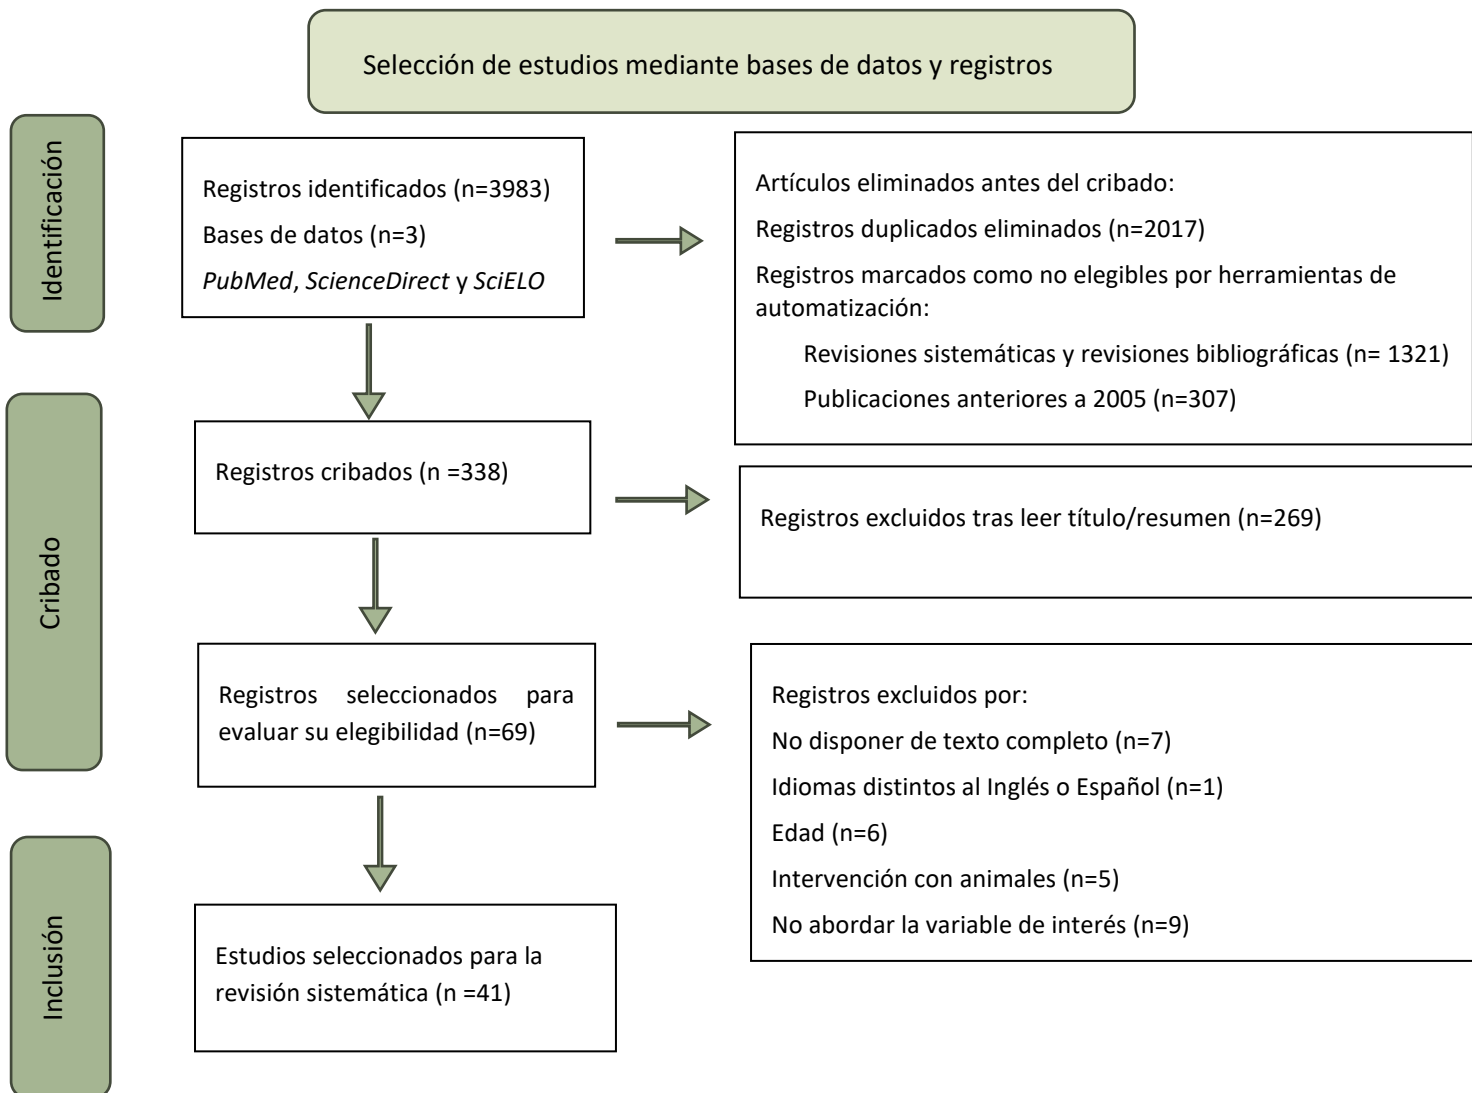 Selección de estudios mediante bases de datos y registros
Identificación
Registros identificados (n=3983)
Bases de datos (n=3)
PubMed, ScienceDirect y SciELO
Artículos eliminados antes del cribado:
Registros duplicados eliminados (n=2017)
Registros marcados como no elegibles por herramientas de
automatización:
Revisiones sistemáticas y revisiones bibliográficas (n= 1321)
Publicaciones anteriores a 2005 (n=307)
Cribado
Registros cribados (n =338)
Registros excluidos tras leer título/resumen (n=269)
Registros seleccionados para
evaluar su elegibilidad (n=69)
Registros excluidos por:
No disponer de texto completo (n=7)
Idiomas distintos al Inglés o Español (n=1)
Edad (n=6)
Intervención con animales (n=5)
No abordar la variable de interés (n=9)
Inclusión
Estudios seleccionados para la
revisión sistemática (n =41)